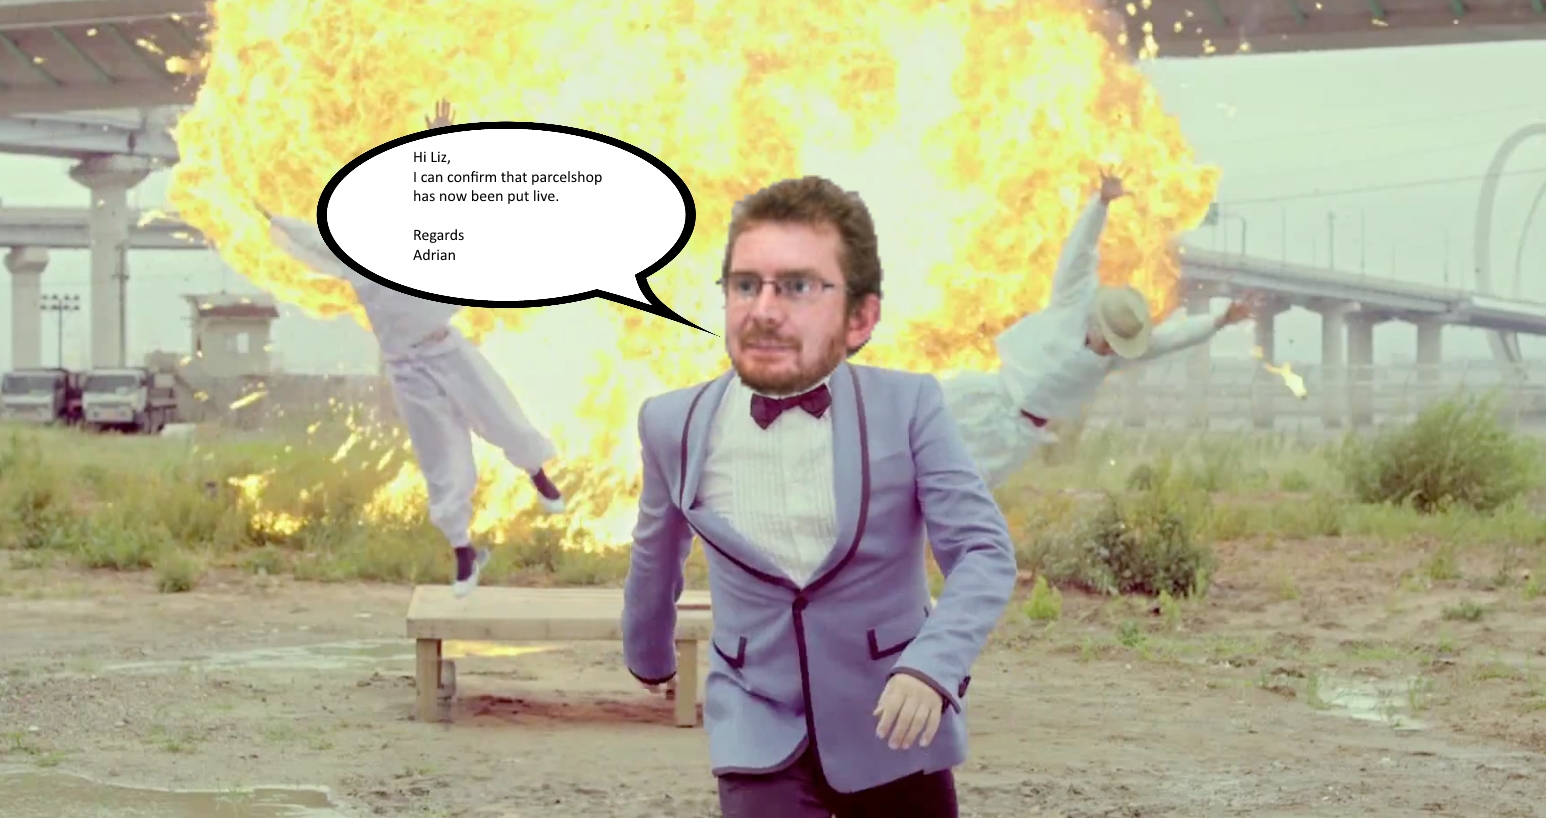 Hi Liz,
I can confirm that parcelshop
has now been put live.
Regards
Adrian